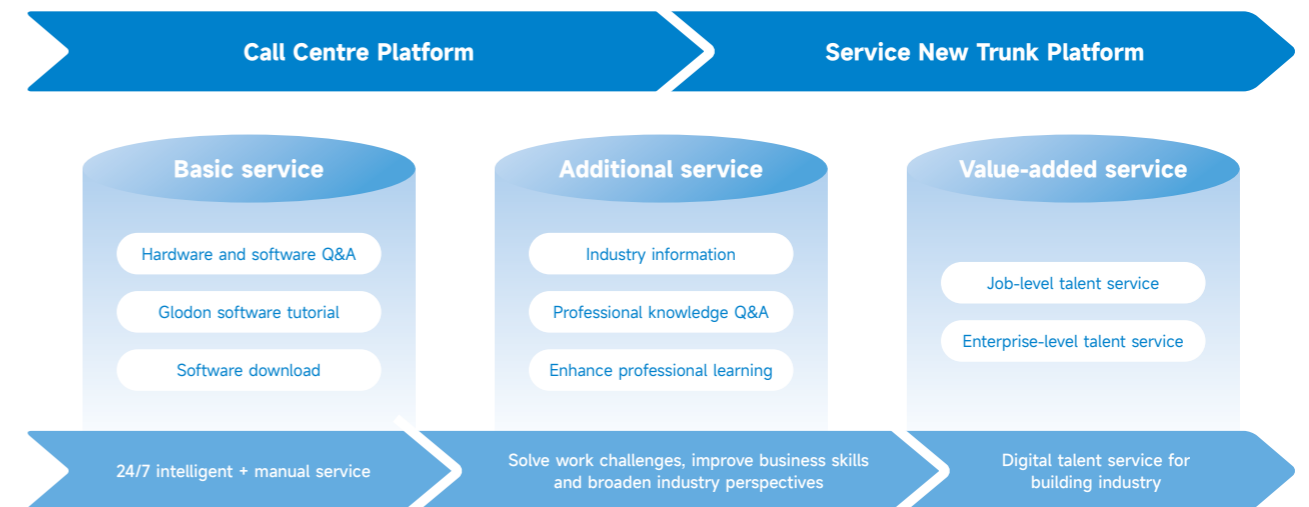 Call Centre Platform
Service New Trunk Platform
Basic service
Additional service
Value-added service
Hardware and software Q&A
Glodon software tutorial
Software download
Industry information
Professional knowledge Q&A
Enhance professional learning
Job-level talent service
Enterprise-level talent service
24/7 intelligent + manual service
Solve work challenges, improve business skills
and broaden industry perspectives
Digital talent service for
building industry